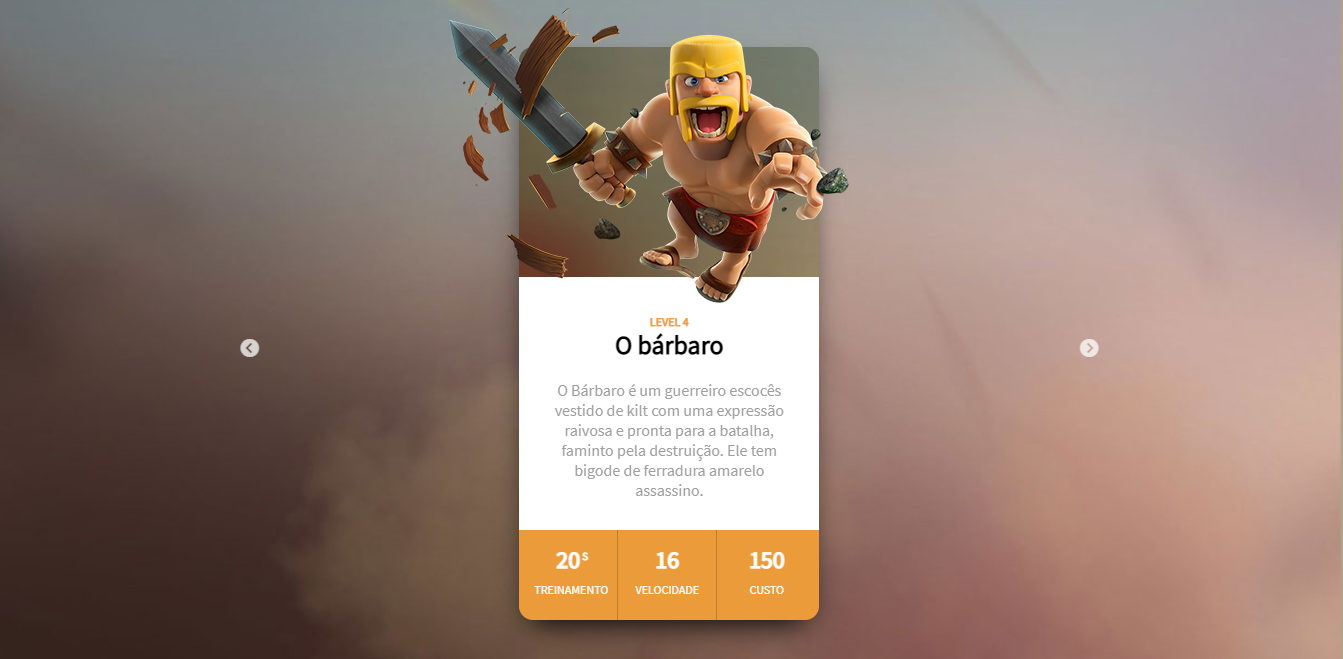 LEVEL 4
O bárbaro
O Bárbaro é um guerreiro escocês
vestido de kilt com uma expressão
raivosa e pronta para a batalha,
faminto pela destruição. Ele tem
bigode de ferradura amarelo
assassino.
20S 16 150
TREINAMENTO VELOCIDADE CUSTO